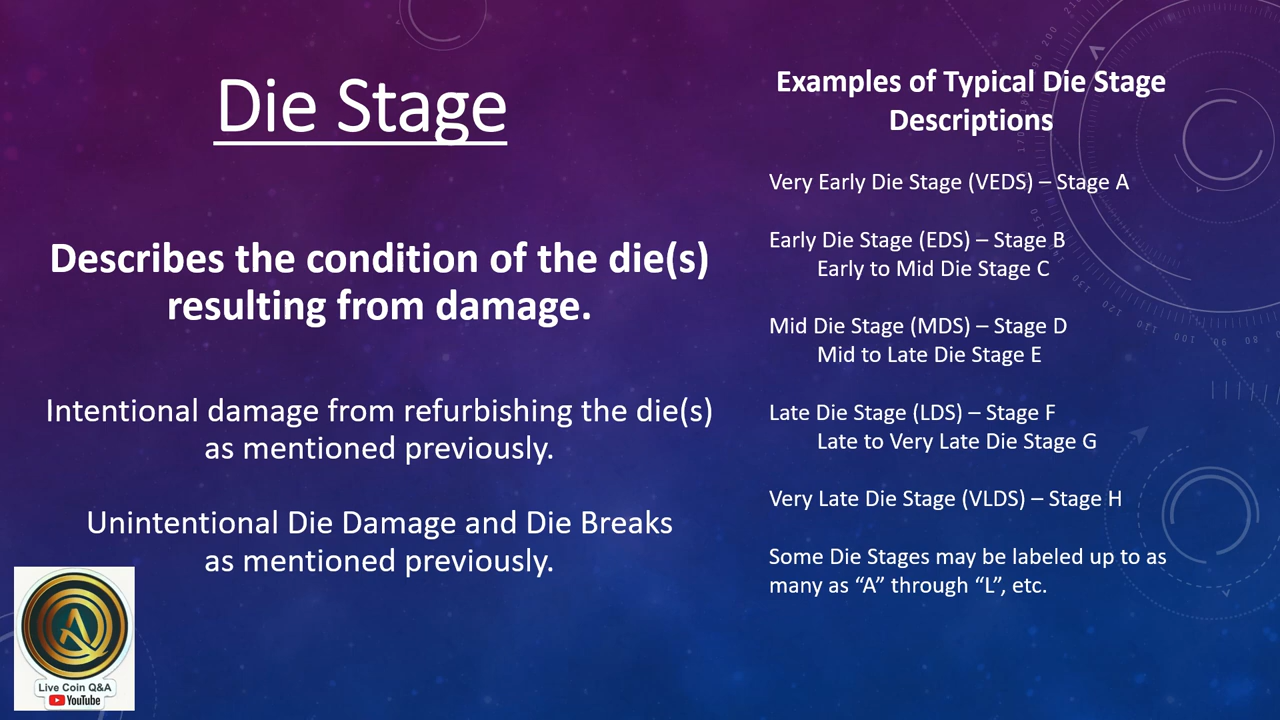 Die Stage
Describes the condition of the die(s)
resulting from damage.
Intentional damage from refurbishing the die(s)
as mentioned previously.
Unintentional Die Damage and Die Breaks
as mentioned previously.
Examples of Typical Die Stage
Descriptions
Very Early Die Stage (VEDS) – Stage A
Early Die Stage (EDS) – Stage B
Early to Mid Die Stage C
Mid Die Stage (MDS) – Stage D
Mid to Late Die Stage E
Late Die Stage (LDS) – Stage F
Late to Very Late Die Stage G
Very Late Die Stage (VLDS) – Stage H
Some Die Stages may be labeled up to as
many as “A” through “L”, etc.
Live Coin Q&A
YouTube